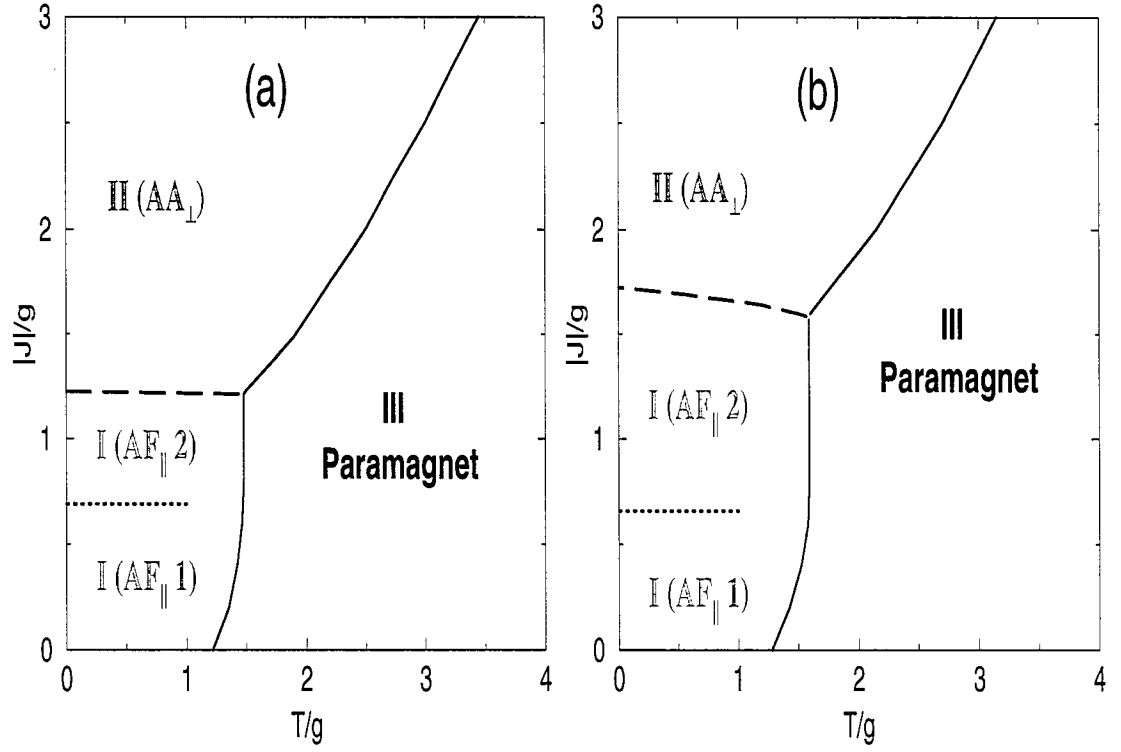 (a)
3
2
1
0
|J|/g
II (AA⊥)
I (AF∥ 2)
I (AF∥ 1)
III
Paramagnet
0 1 2 3 4
T/g
(b)
3
2
1
0
|J|/g
II (AA⊥)
I (AF∥ 2)
I (AF∥ 1)
III
Paramagnet
0 1 2 3 4
T/g